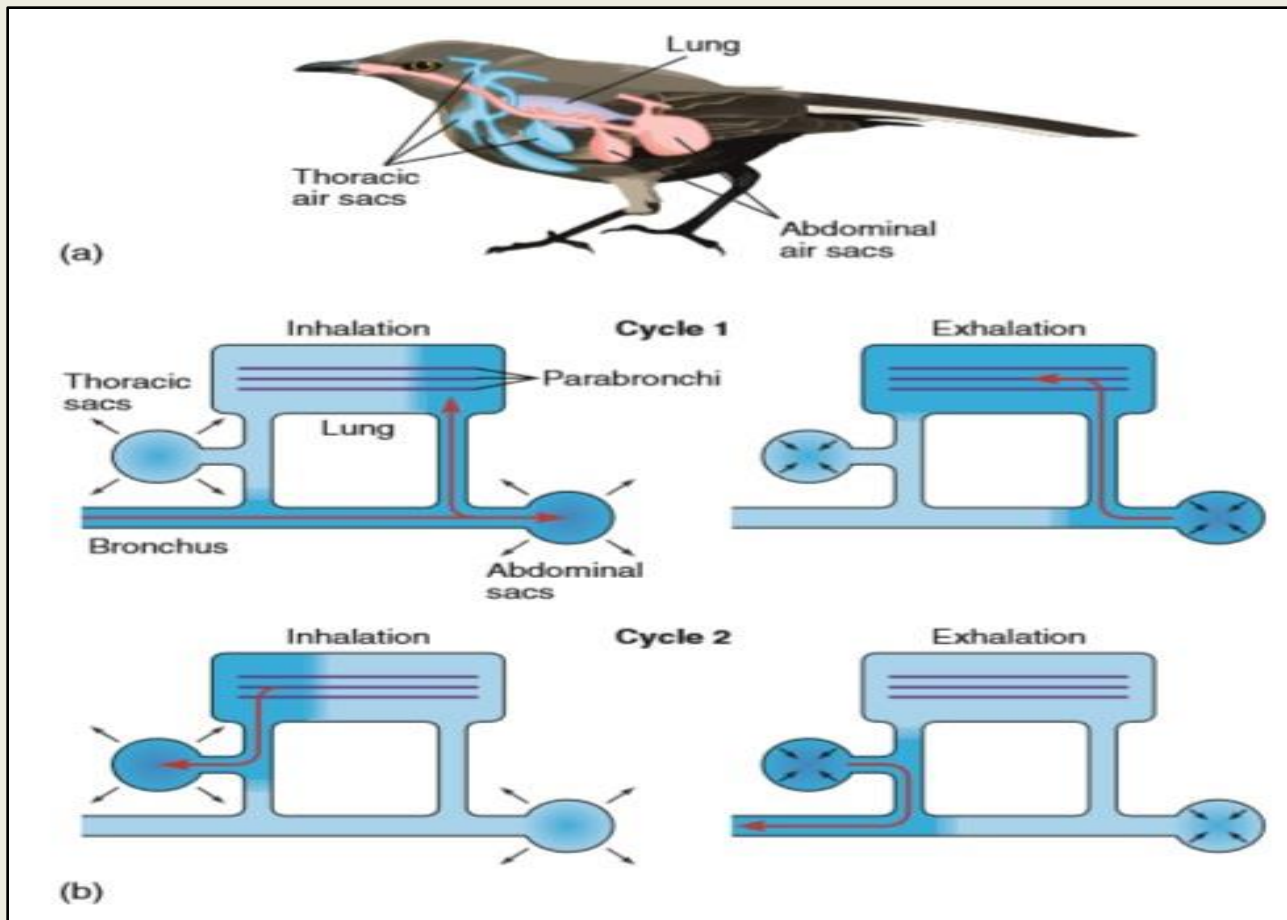 Lung
Thoracic
air sacs
Abdominal
air sacs
(a)
Inhalation
Cycle 1
Exhalation
Thoracic
sacs
Parabronchi
Lung
Bronchus
Abdominal
sacs
Inhalation
Cycle 2
Exhalation
(b)